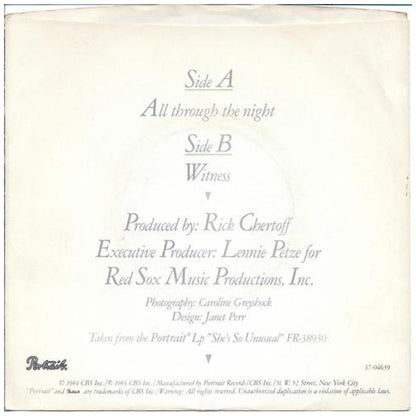 Side A
All through the night
Side B
Witness
Produced by: Rick Chertoff
Executive Producer: Lennie Petze for
Red Sox Music Productions, Inc.
Photography: Caroline Greyshock
Design: Janet Perr
Taken from the Portrait" Lp "She's So Unusual" FR-38930
Portrait
37-04639
© 1984 CBS Inc./℗ 1983 CBS Inc./Manufactured by Portrait Records/CBS Inc./51 W. 52 Street, New York City
"Portrait" and Portrait are trademarks of CBS Inc./Warning: All rights reserved. Unauthorized duplication is a violation of applicable laws.